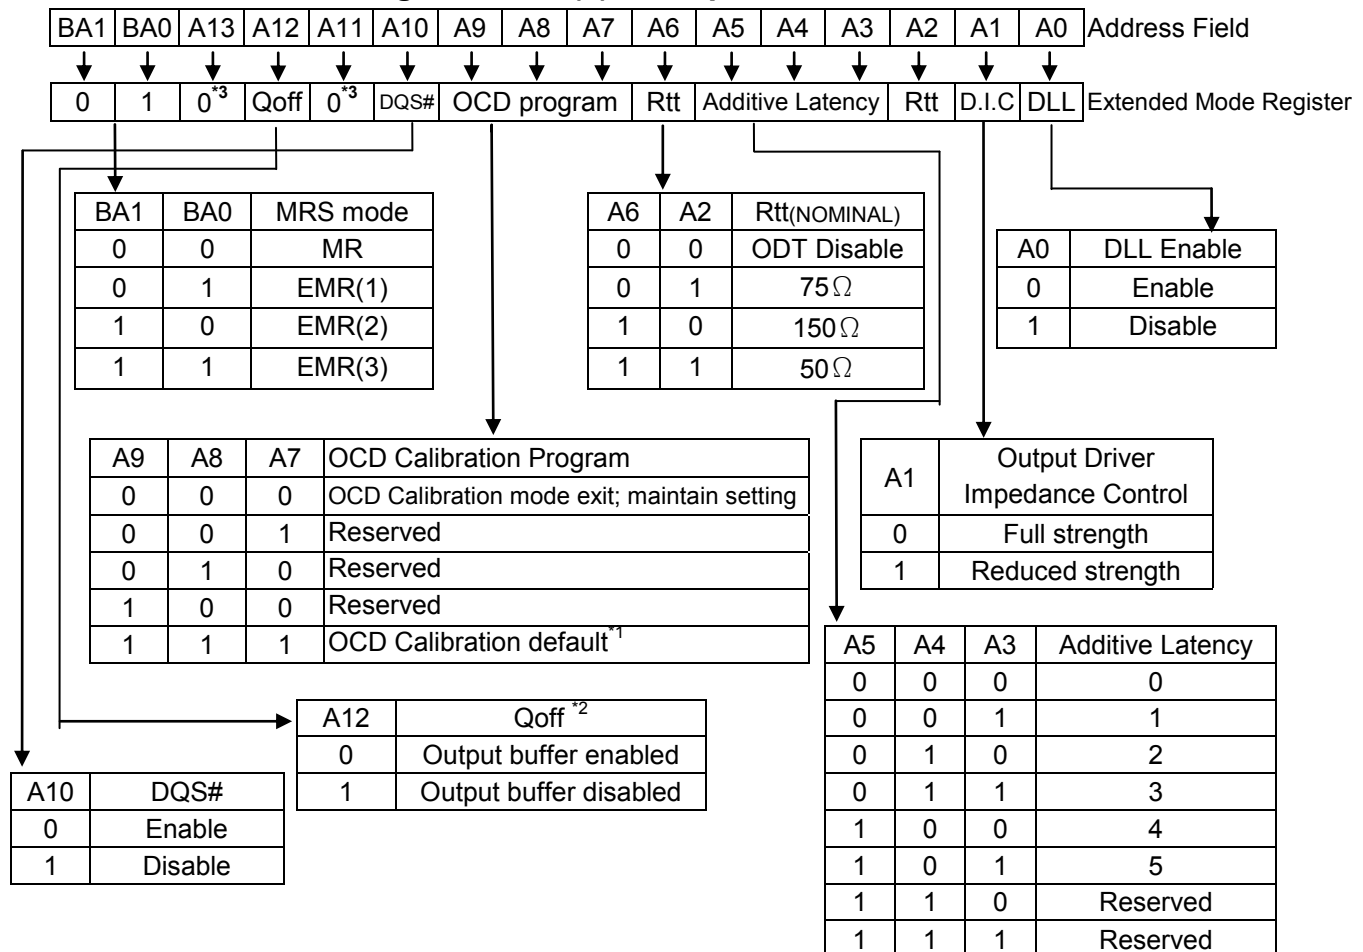 BA1 BA0 A13 A12 A11 A10 A9 A8 A7 A6 A5 A4 A3 A2 A1 A0 Address Field
0 1 0*3 Qoff 0*3 DQS# OCD program Rtt Additive Latency Rtt D.I.C DLL Extended Mode Register
BA1 BA0 MRS mode
0 0 MR
0 1 EMR(1)
1 0 EMR(2)
1 1 EMR(3)
A6 A2 Rtt(NOMINAL)
0 0 ODT Disable
0 1 75Ω
1 0 150Ω
1 1 50Ω
A0 DLL Enable
0 Enable
1 Disable
A9 A8 A7 OCD Calibration Program
0 0 0 OCD Calibration mode exit; maintain setting
0 0 1 Reserved
0 1 0 Reserved
1 0 0 Reserved
1 1 1 OCD Calibration default*1
A1 Output Driver
Impedance Control
0 Full strength
1 Reduced strength
A12 Qoff *2
0 Output buffer enabled
1 Output buffer disabled
A10 DQS#
0 Enable
1 Disable
A5 A4 A3 Additive Latency
0 0 0 0
0 0 1 1
0 1 0 2
0 1 1 3
1 0 0 4
1 0 1 5
1 1 0 Reserved
1 1 1 Reserved